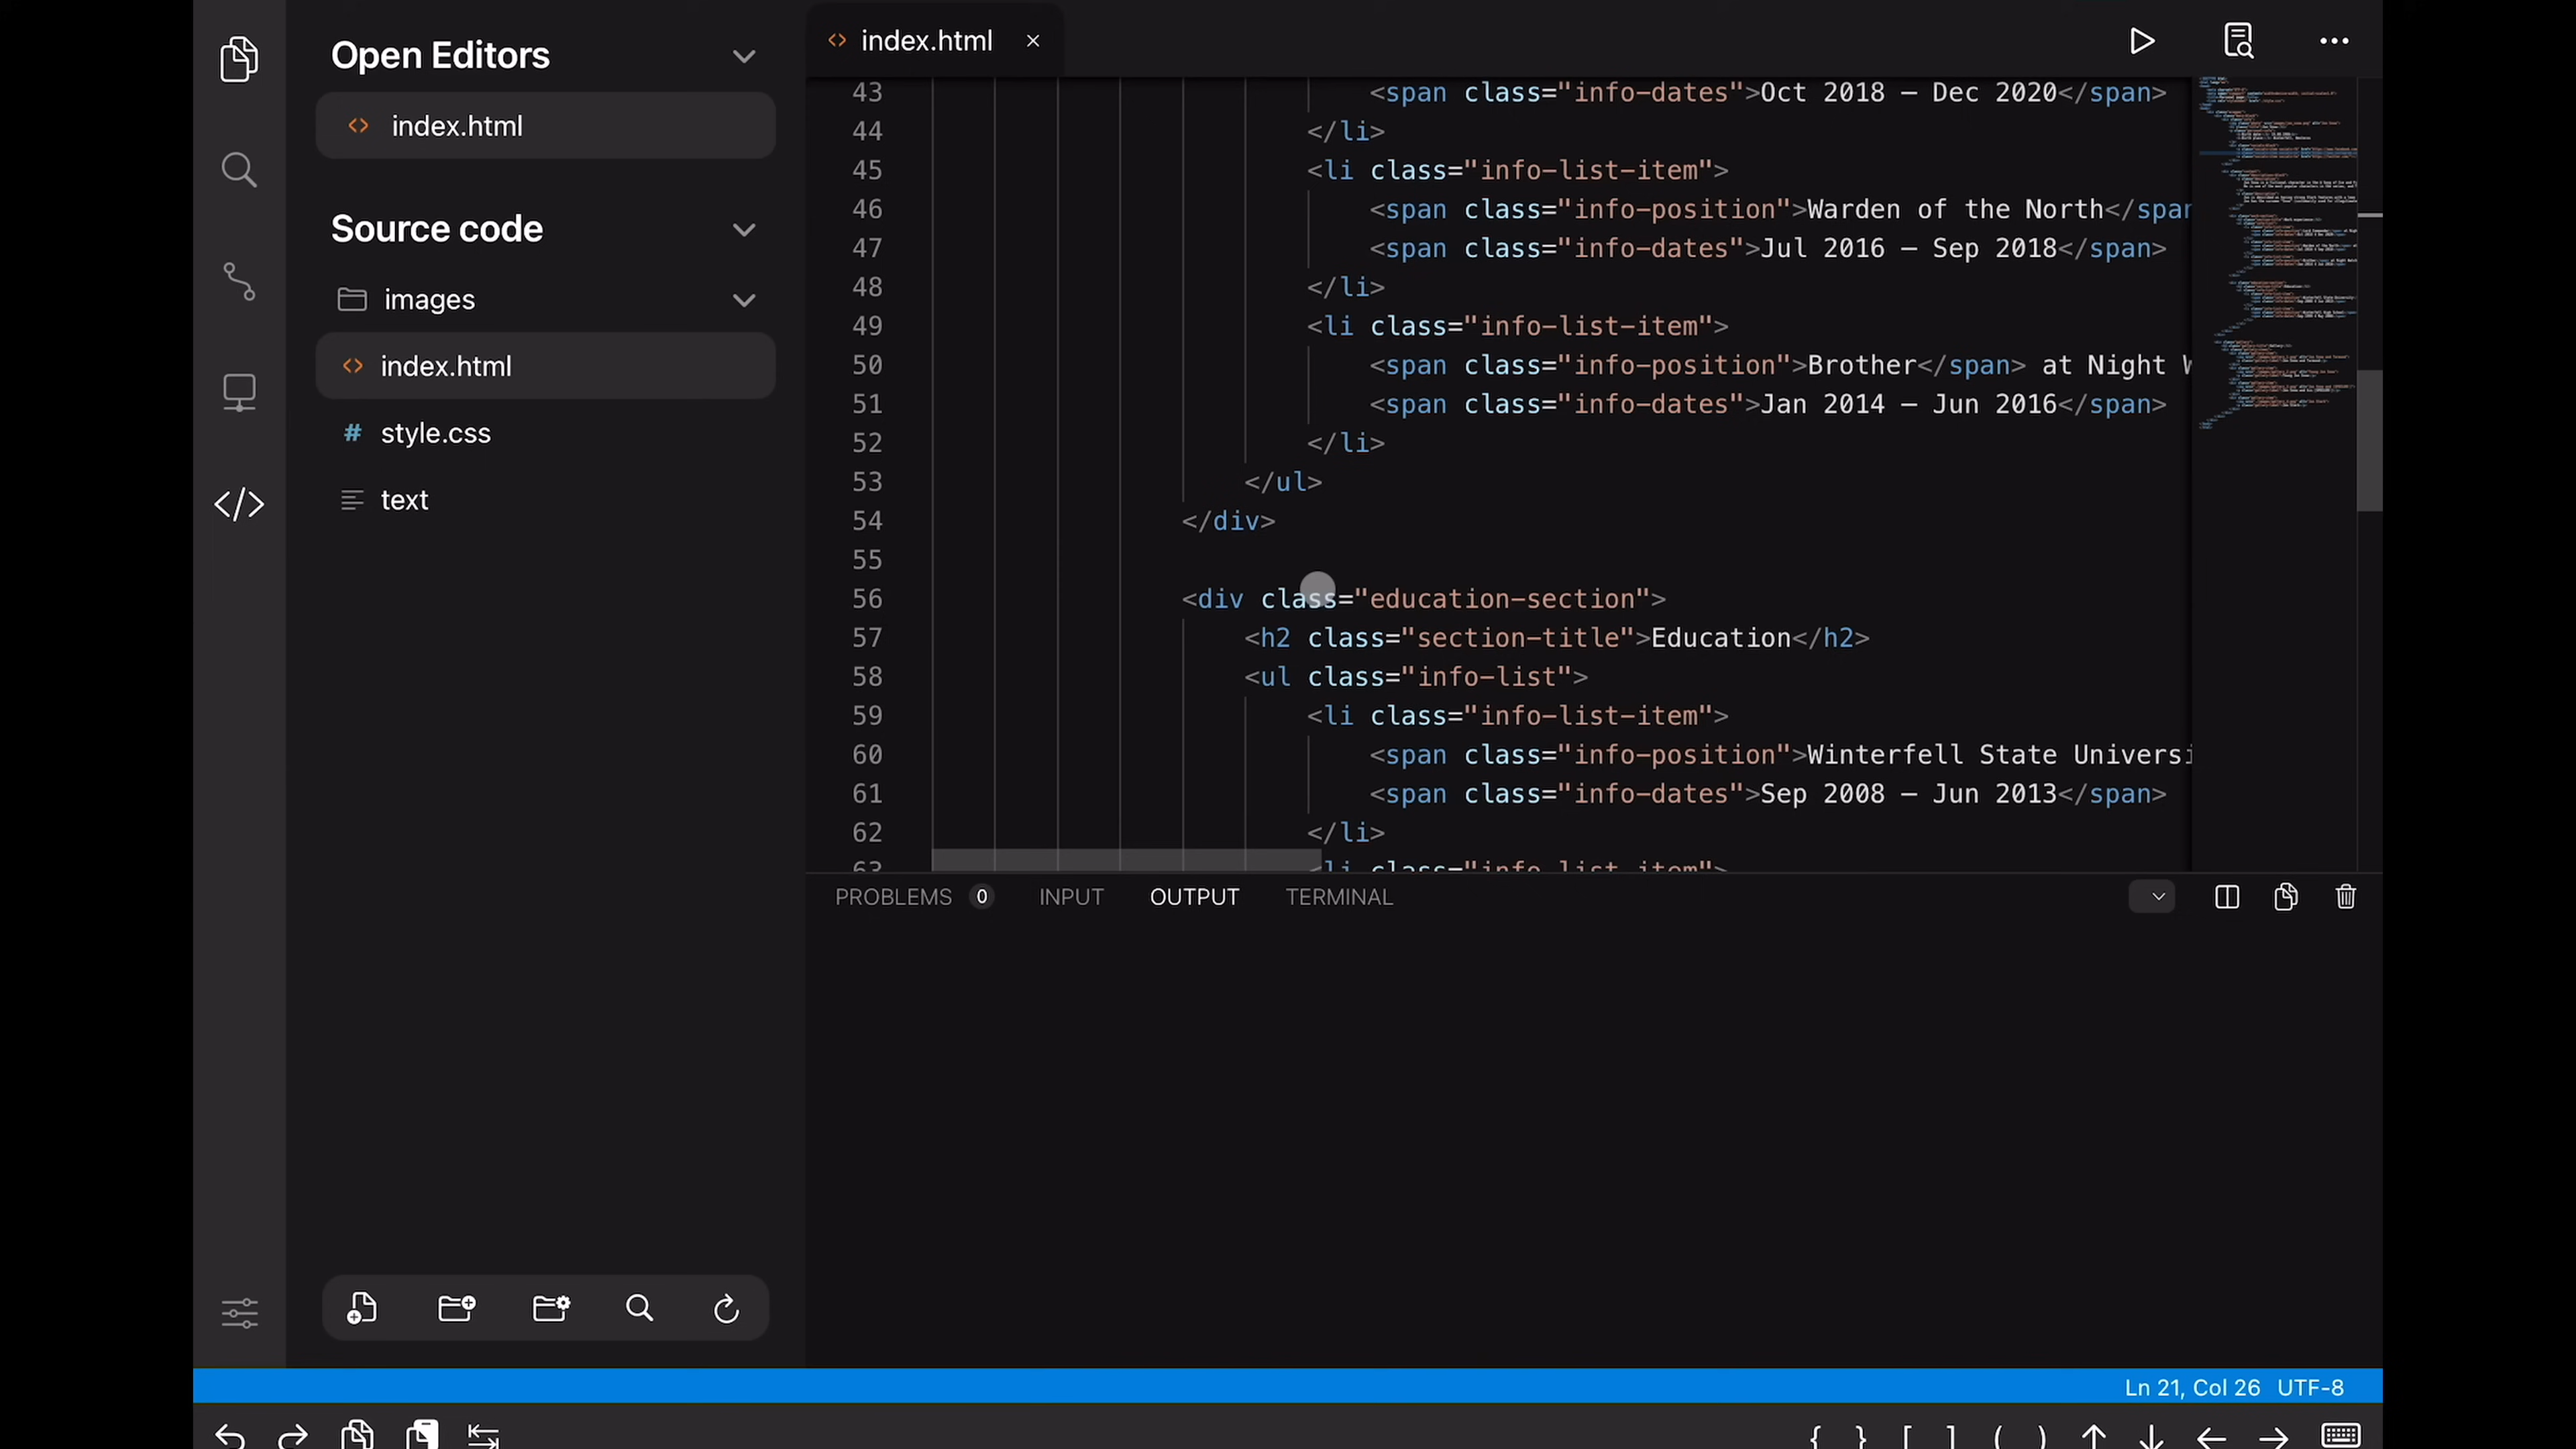 Open Editors
index.html
Source code
images
index.html
# style.css
text
</>
index.html
43 <span class="info-dates">Oct 2018 – Dec 2020</span>
44 </li>
45 <li class="info-list-item">
46 <span class="info-position">Warden of the North</span
47 <span class="info-dates">Jul 2016 – Sep 2018</span>
48 </li>
49 <li class="info-list-item">
50 <span class="info-position">Brother</span> at Night
51 <span class="info-dates">Jan 2014 – Jun 2016</span>
52 </li>
53 </ul>
54 </div>
55
56 <div class="education-section">
57 <h2 class="section-title">Education</h2>
58 <ul class="info-list">
59 <li class="info-list-item">
60 <span class="info-position">Winterfell State Universi
61 <span class="info-dates">Sep 2008 – Jun 2013</span>
62 </li>
63 <li class="info-list-item">
PROBLEMS 0 INPUT OUTPUT TERMINAL
Ln 21, Col 26 UTF-8
{ } [ ] ( )